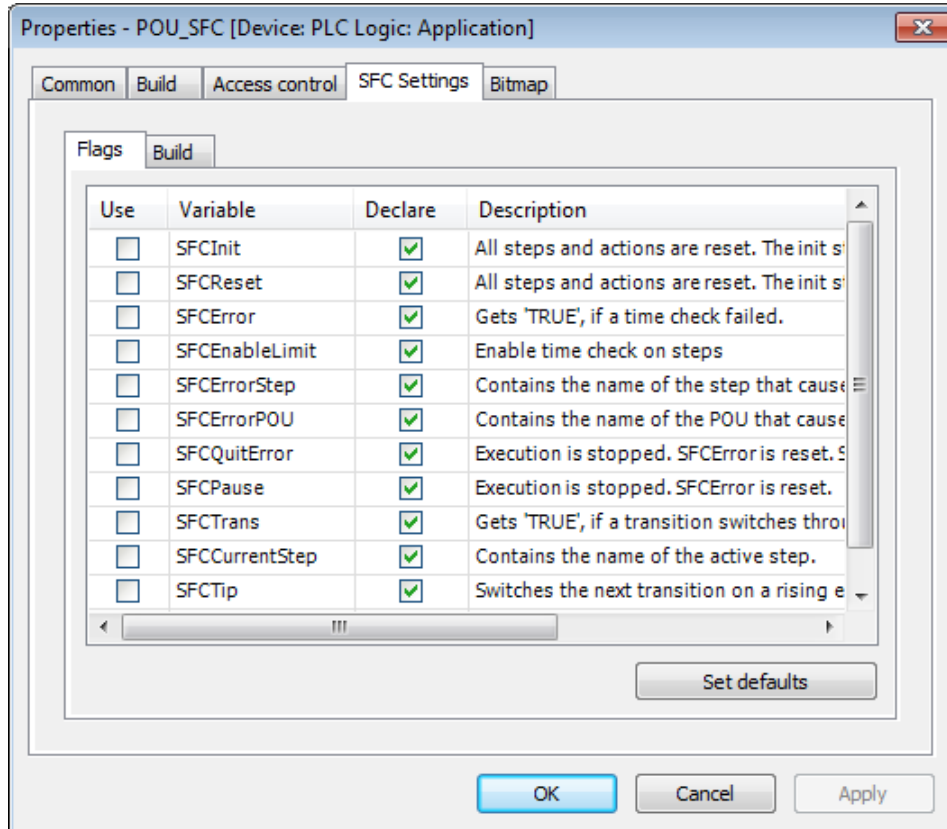 Properties - POU_SFC [Device: PLC Logic: Application]
Common Build Access control SFC Settings Bitmap
Flags Build
Use Variable Declare Description
SFCInit All steps and actions are reset. The init
SFCReset All steps and actions are reset. The init
SFCError Gets 'TRUE', if a time check failed.
SFCEnableLimit Enable time check on steps
SFCErrorStep Contains the name of the step that cause
SFCErrorPOU Contains the name of the POU that cause
SFCQuitError Execution is stopped. SFCError is reset.
SFCPause Execution is stopped. SFCError is reset.
SFCTrans Gets 'TRUE', if a transition switches
SFCCurrentStep Contains the name of the active step.
SFCTip Switches the next transition on a rising e
Set defaults
OK Cancel Apply